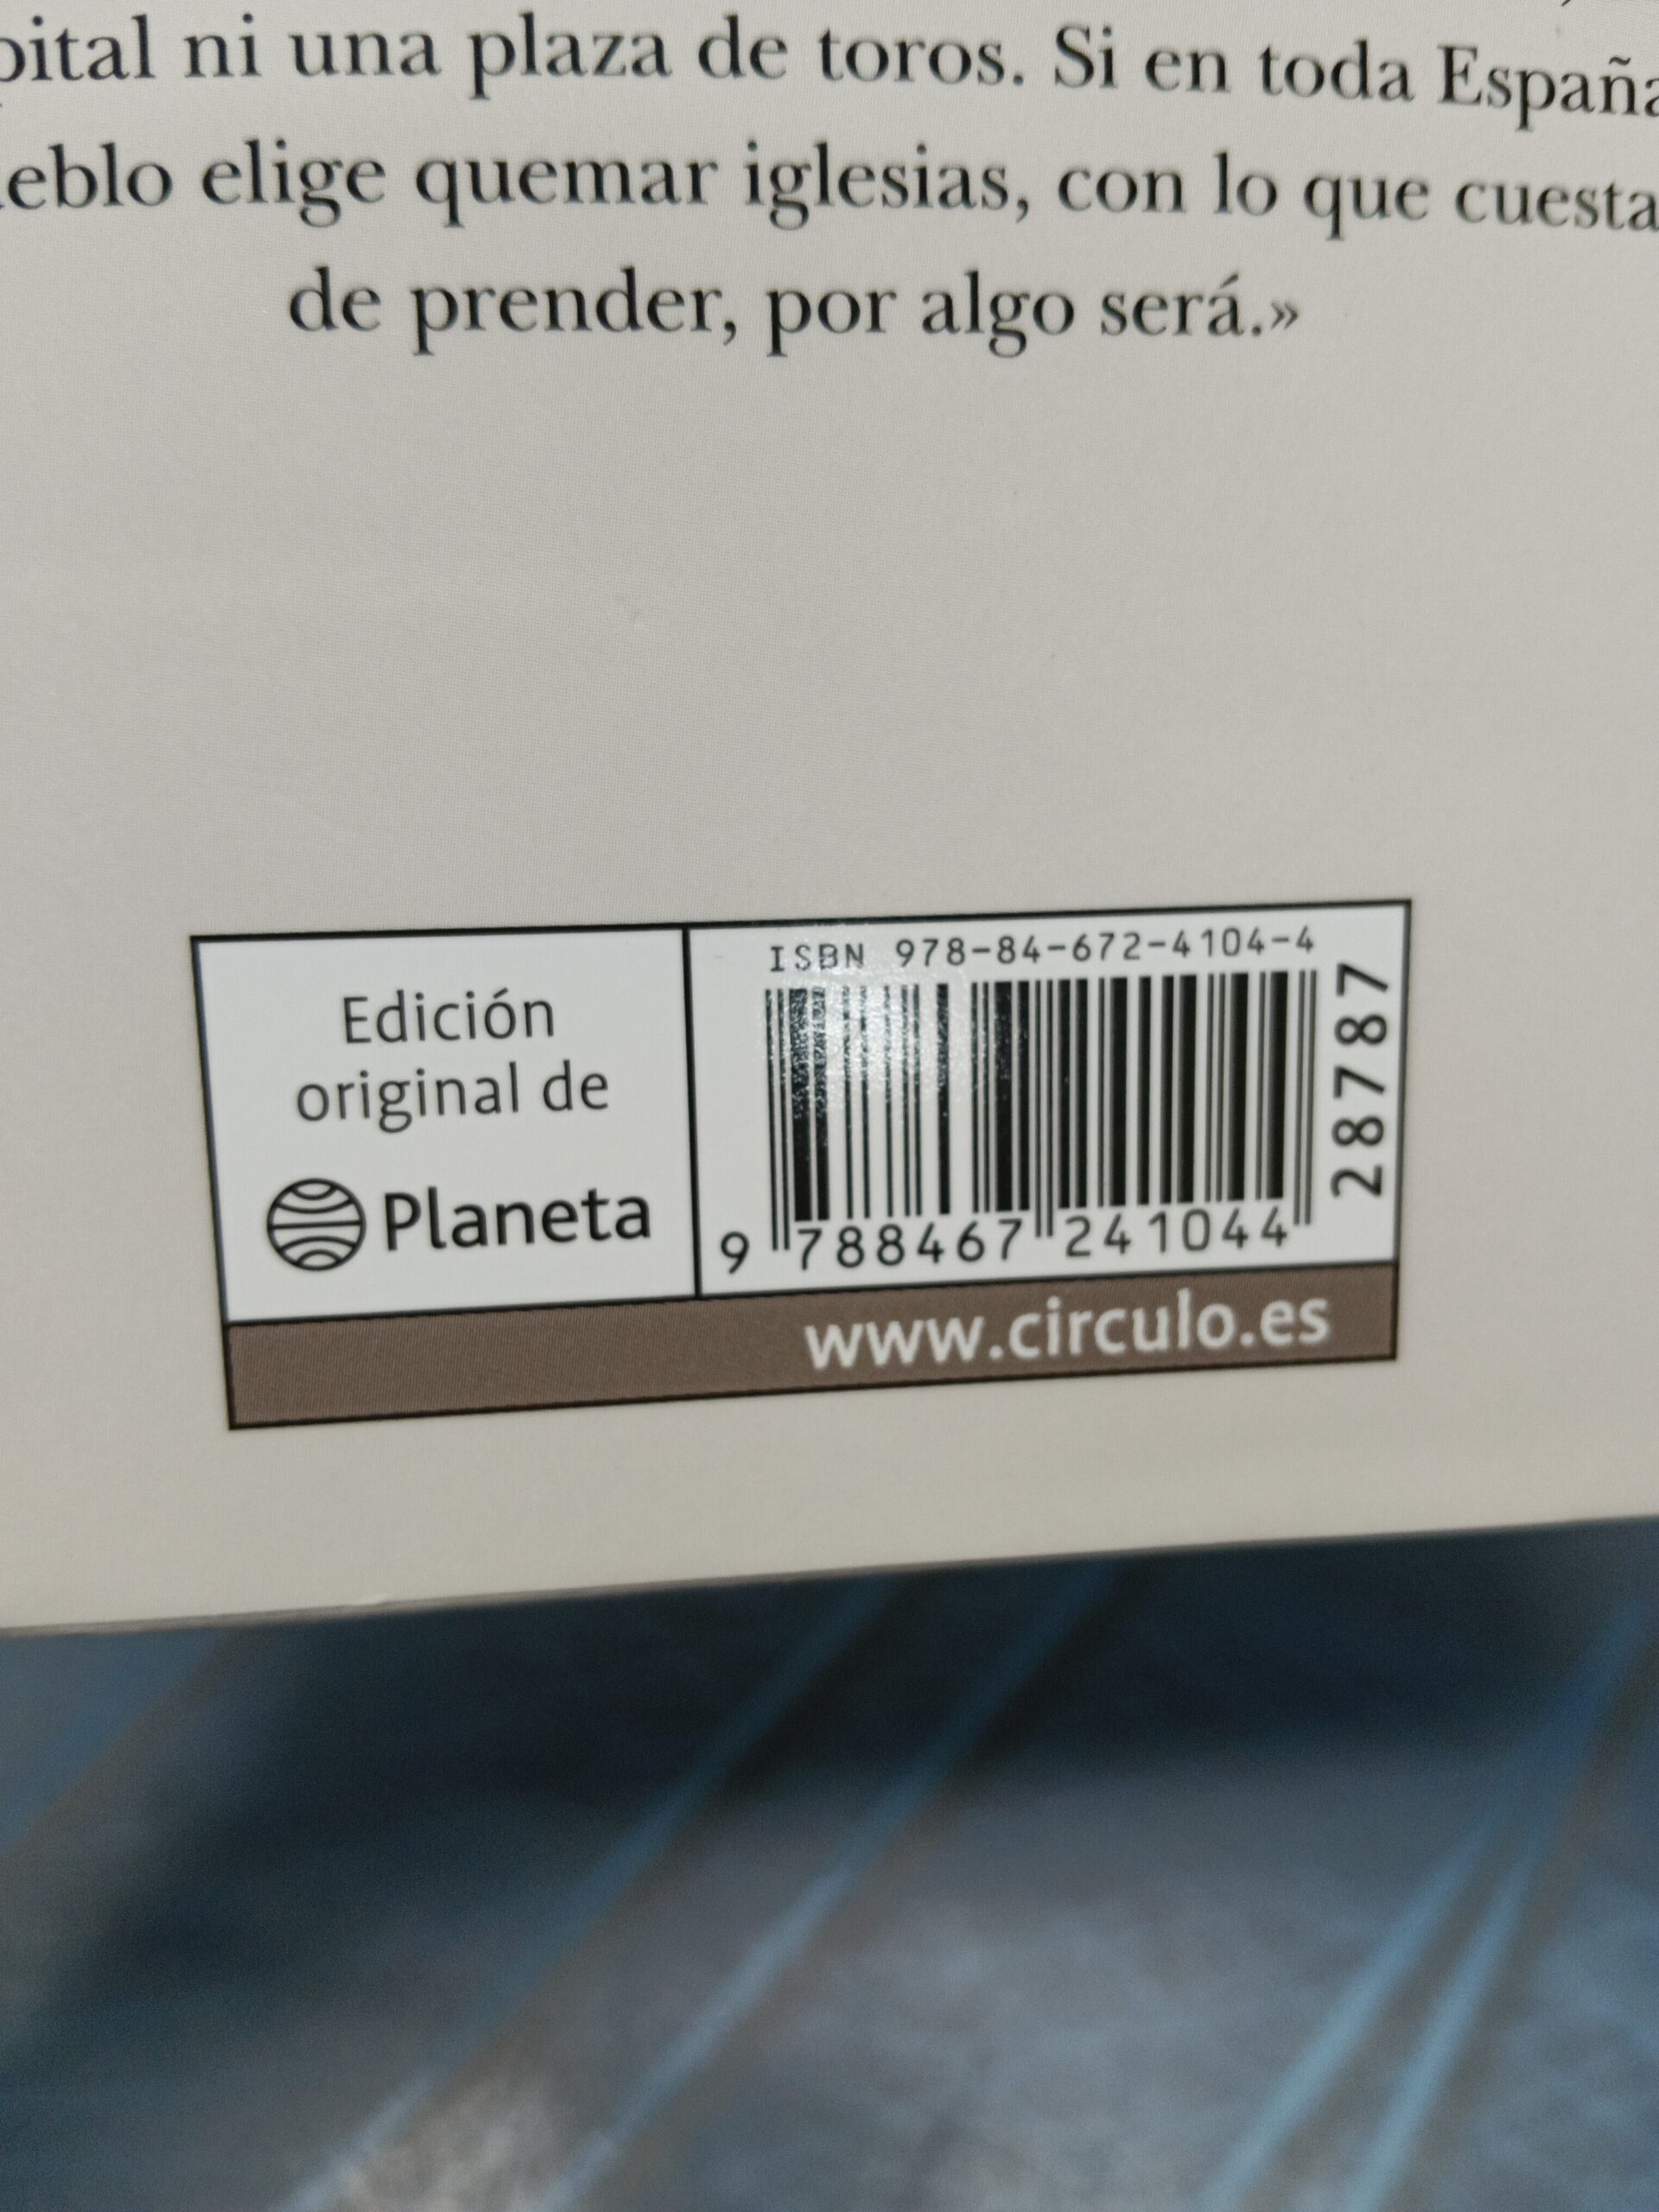 pital ni una plaza de toros. Si en toda España
eblo elige quemar iglesias, con lo que cuesta
de prender, por algo será.»
Edición
original de
Planeta
ISBN 978-84-672-4104-4
9 788467 241044
28787
www.circulo.es